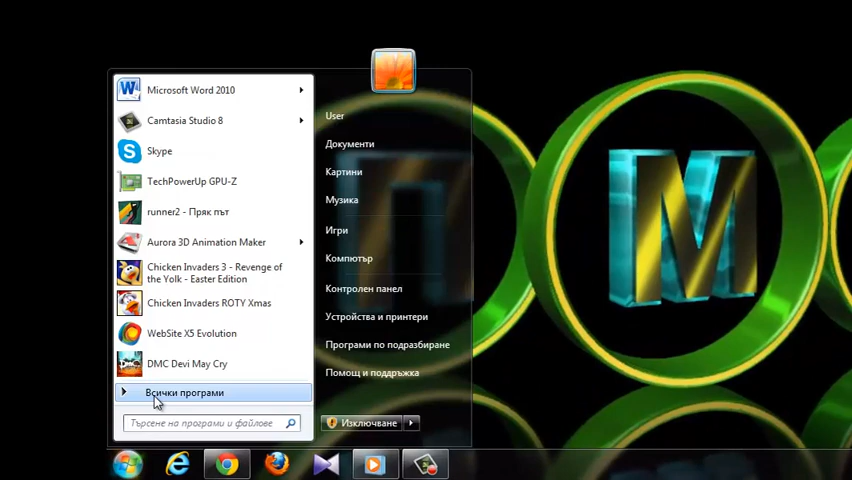 Microsoft Word 2010
Camtasia Studio 8
Skype
TechPowerUp GPU-Z
runner2 - Пряк път
Aurora 3D Animation Maker
Chicken Invaders 3 - Revenge of
the Yolk - Easter Edition
Chicken Invaders ROTY Xmas
WebSite X5 Evolution
DMC Devi May Cry
Всички програми
Търсене на програми и файлове
User
Документи
Картини
Музика
Игри
Компютър
Контролен панел
Устройства и принтери
Програми по подразбиране
Помощ и поддръжка
Изключване
M